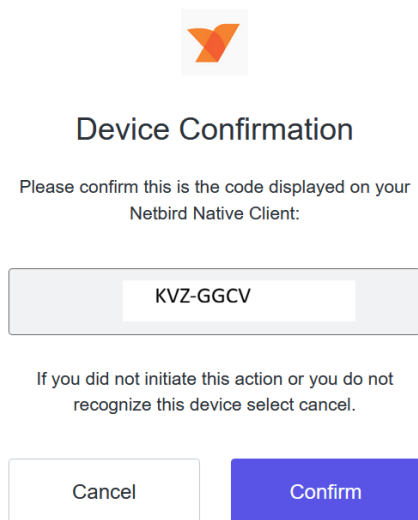 Device Confirmation
Please confirm this is the code displayed on your
Netbird Native Client:
KVZ-GGCV
If you did not initiate this action or you do not
recognize this device select cancel.
Cancel
Confirm